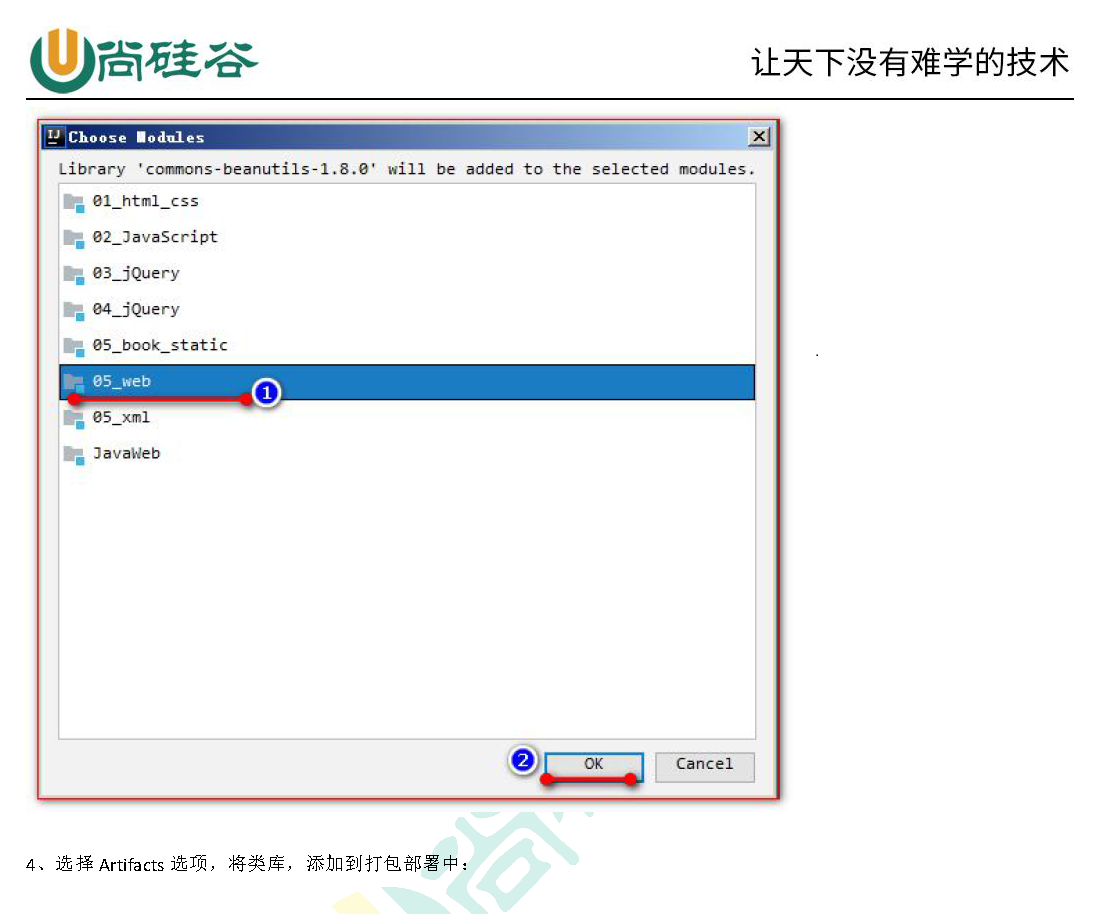 尚硅谷
让天下没有难学的技术
IJ Choose Modules
Library 'commons-beanutils-1.8.0' will be added to the selected modules.
01_html_css
02_JavaScript
03_jQuery
04_jQuery
05_book_static
05_web
1
05_xml
JavaWeb
2 OK Cancel
4、选择 Artifacts 选项，将类库，添加到打包部署中：
尚